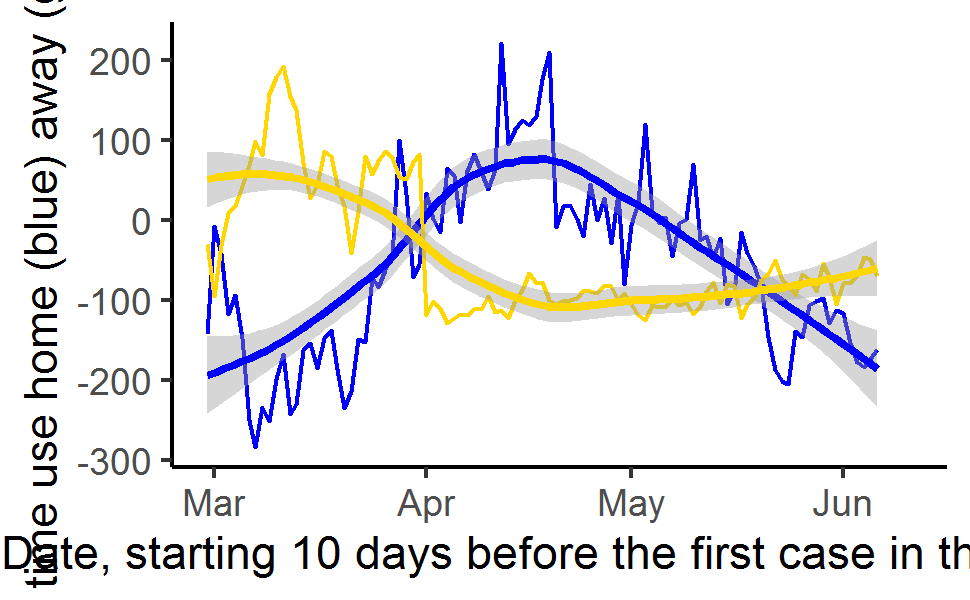 time use home (blue) away (
200
100
0
-100
-200
-300
Mar Apr May Jun
Date, starting 10 days before the first case in th